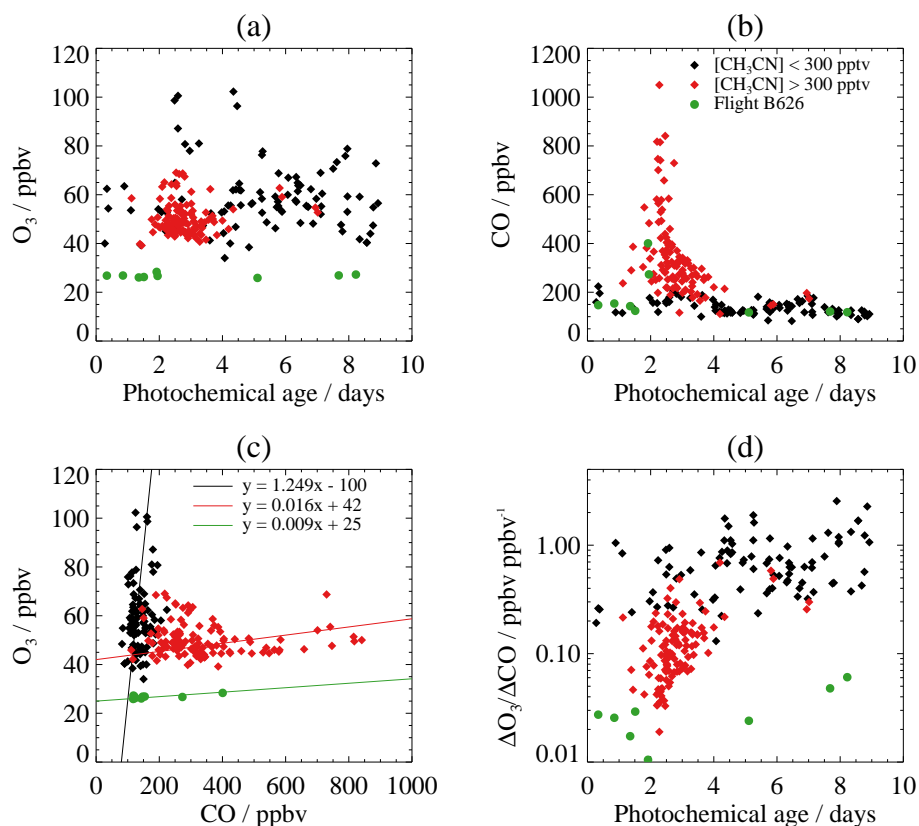 (a)
120
100
80
60
40
20
0
O₃ / ppbv
0 2 4 6 8 10
Photochemical age / days
(b)
1200
1000
800
600
400
200
0
CO / ppbv
[CH₃CN] < 300 pptv
[CH₃CN] > 300 pptv
Flight B626
0 2 4 6 8 10
Photochemical age / days
(c)
120
100
80
60
40
20
0
O₃ / ppbv
y = 1.249x - 100
y = 0.016x + 42
y = 0.009x + 25
0 200 400 600 800 1000
CO / ppbv
(d)
1.00
0.10
0.01
ΔO₃/ΔCO / ppbv ppbv⁻¹
0 2 4 6 8 10
Photochemical age / days